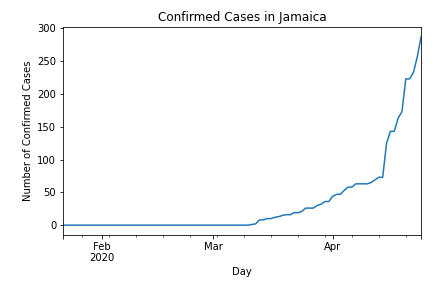 Confirmed Cases in Jamaica
Number of Confirmed Cases
300
250
200
150
100
50
0
Feb
2020
Mar
Apr
Day